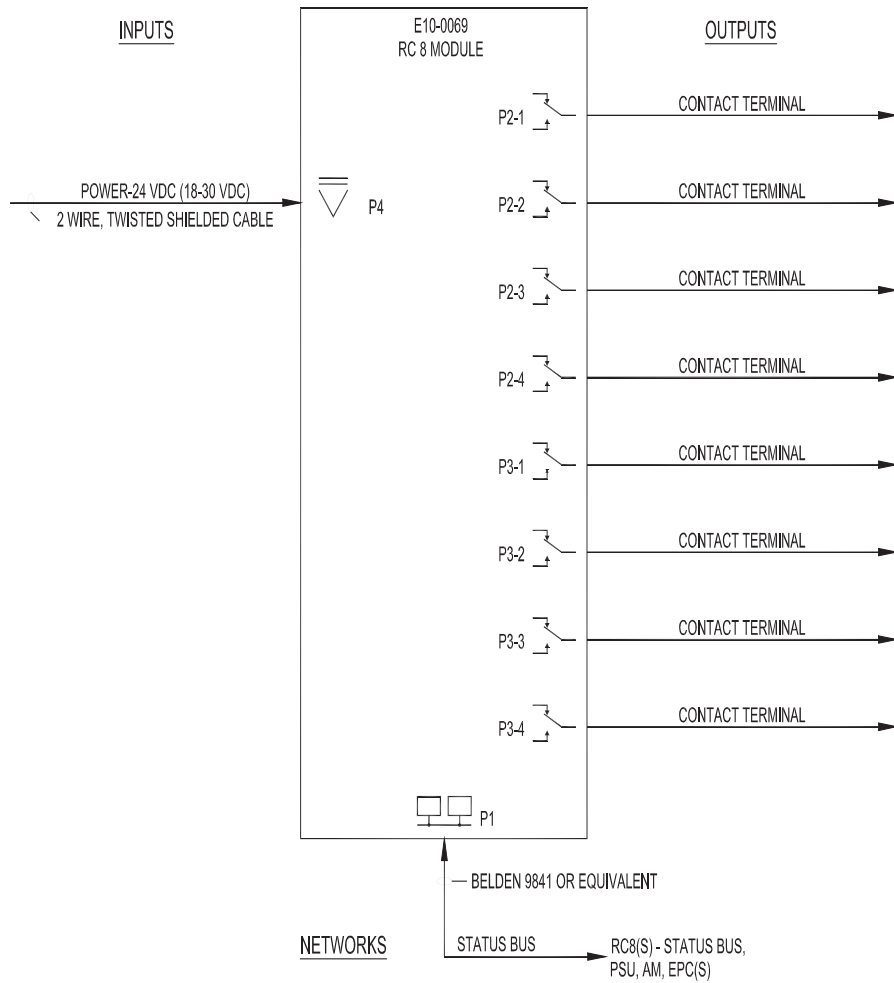 INPUTS
E10-0069
RC 8 MODULE
OUTPUTS
P2-1
CONTACT TERMINAL
POWER-24 VDC (18-30 VDC)
2 WIRE, TWISTED SHIELDED CABLE
P4
P2-2
CONTACT TERMINAL
P2-3
CONTACT TERMINAL
P2-4
CONTACT TERMINAL
P3-1
CONTACT TERMINAL
P3-2
CONTACT TERMINAL
P3-3
CONTACT TERMINAL
P3-4
CONTACT TERMINAL
P1
BELDEN 9841 OR EQUIVALENT
NETWORKS
STATUS BUS
RC8(S) - STATUS BUS,
PSU, AM, EPC(S)